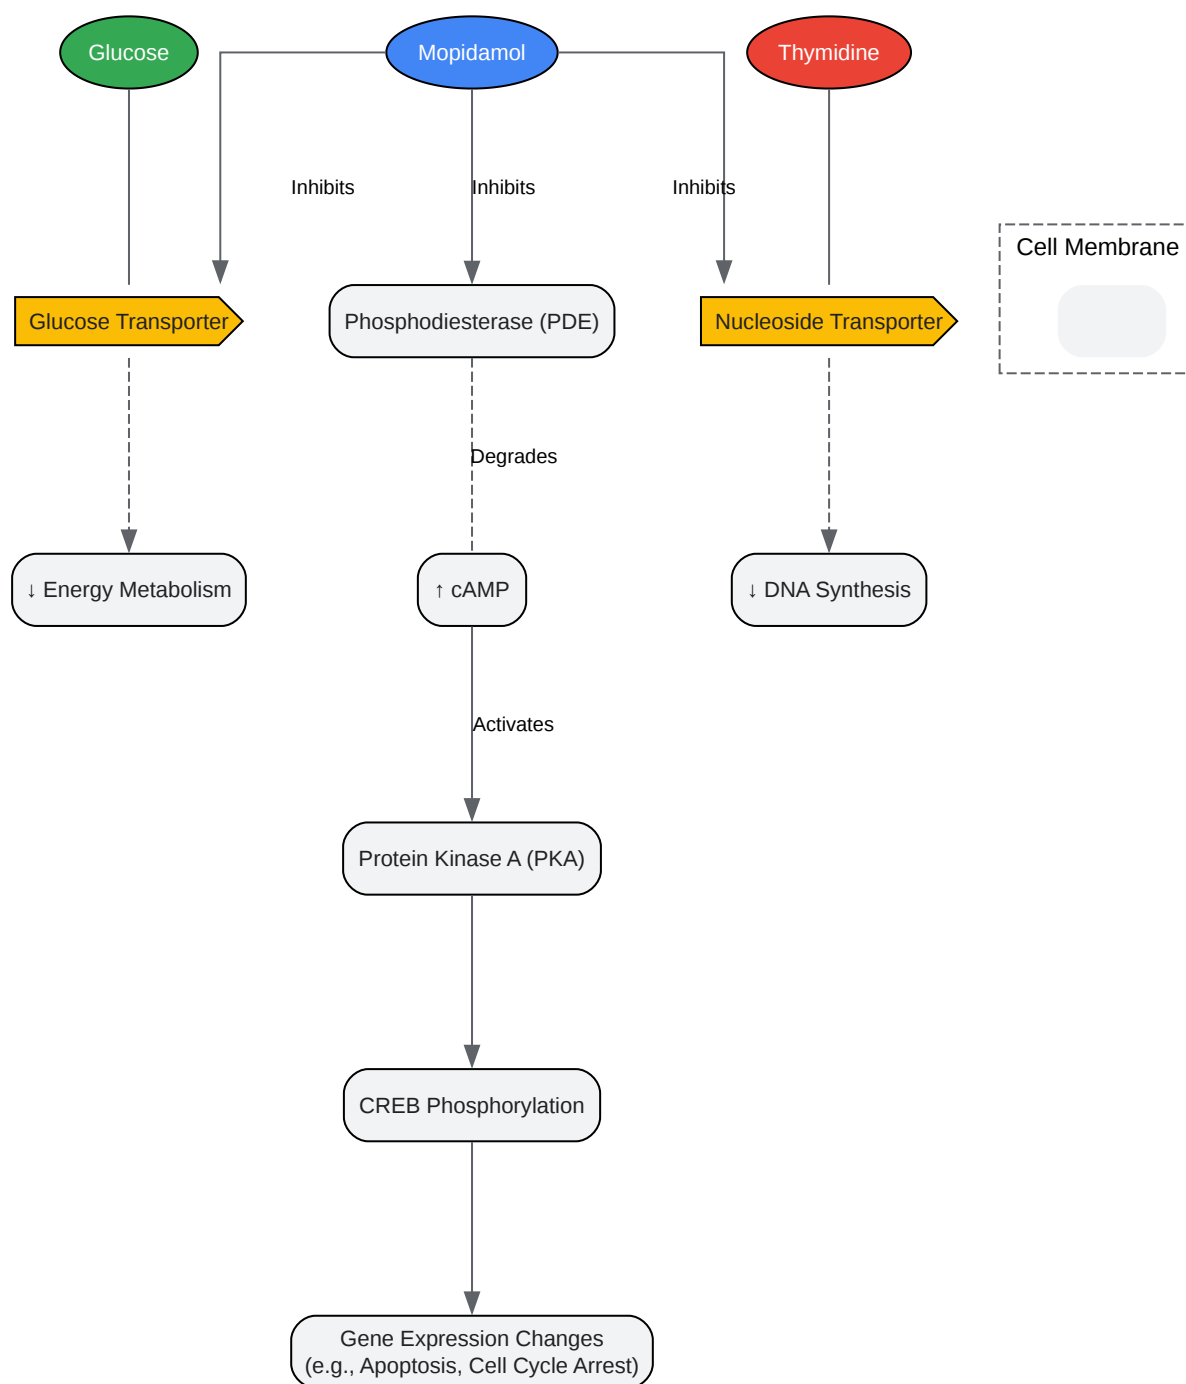 Glucose
Mopidamol
Thymidine
Inhibits
Inhibits
Inhibits
Cell Membrane
Glucose Transporter
Phosphodiesterase (PDE)
Nucleoside Transporter
Degrades
↓ Energy Metabolism
↑ cAMP
↓ DNA Synthesis
Activates
Protein Kinase A (PKA)
CREB Phosphorylation
Gene Expression Changes
(e.g., Apoptosis, Cell Cycle Arrest)